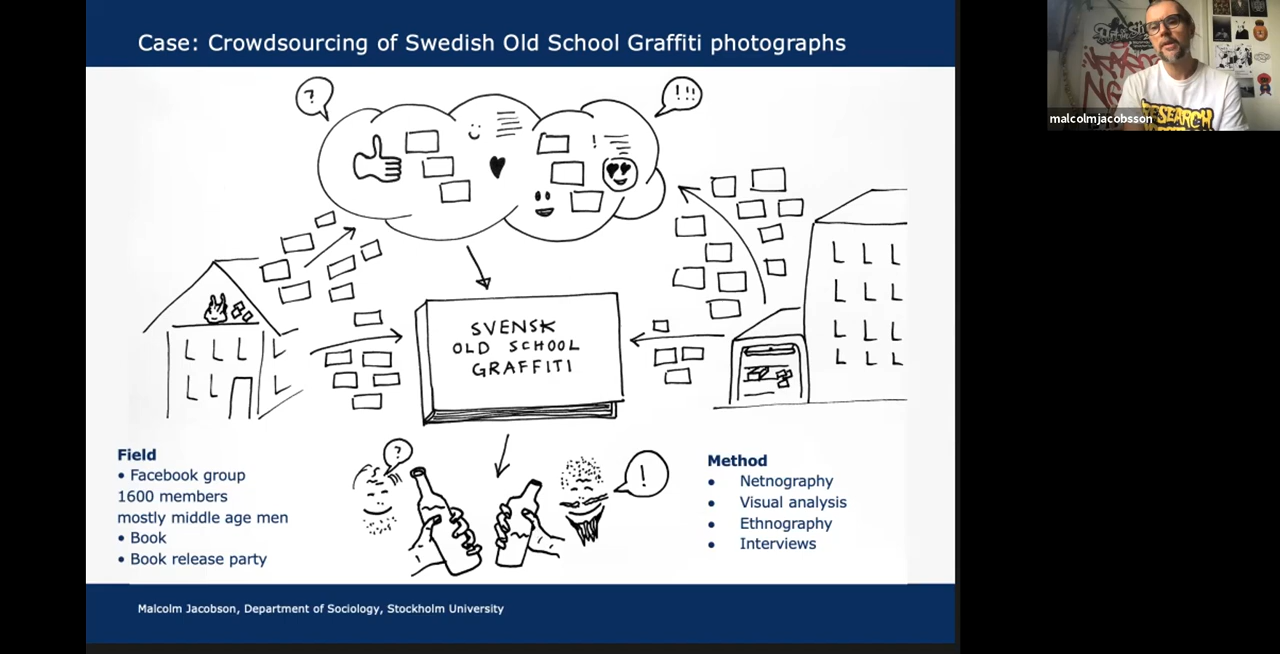 Case: Crowdsourcing of Swedish Old School Graffiti photographs
?
!!!
!
SVENSK
OLD SCHOOL
GRAFFITI
Field
• Facebook group
1600 members
mostly middle age men
• Book
• Book release party
?
!
Method
• Netnography
• Visual analysis
• Ethnography
• Interviews
Malcolm Jacobson, Department of Sociology, Stockholm University
RESEARCH
malcolmjacobsson